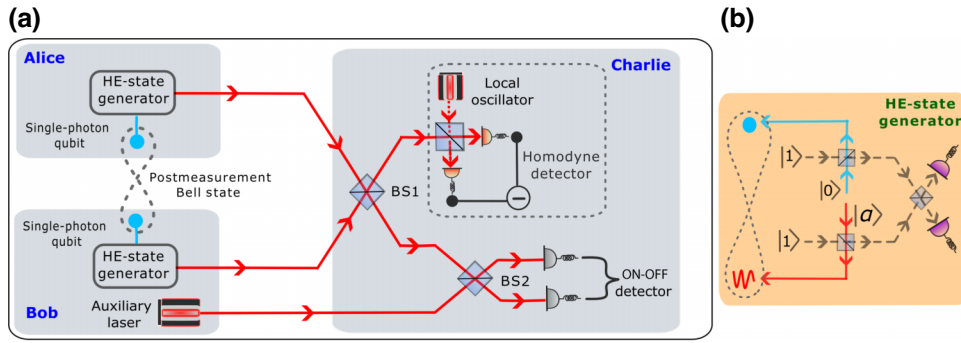 (a)
Alice
HE-state
generator
Single-photon
qubit
Postmeasurement
Bell state
Single-photon
qubit
HE-state
generator
Auxiliary
laser
Bob
Charlie
Local
oscillator
Homodyne
detector
BS1
BS2
ON-OFF
detector
(b)
HE-state
generator
|1⟩
|0⟩
|α⟩
|1⟩